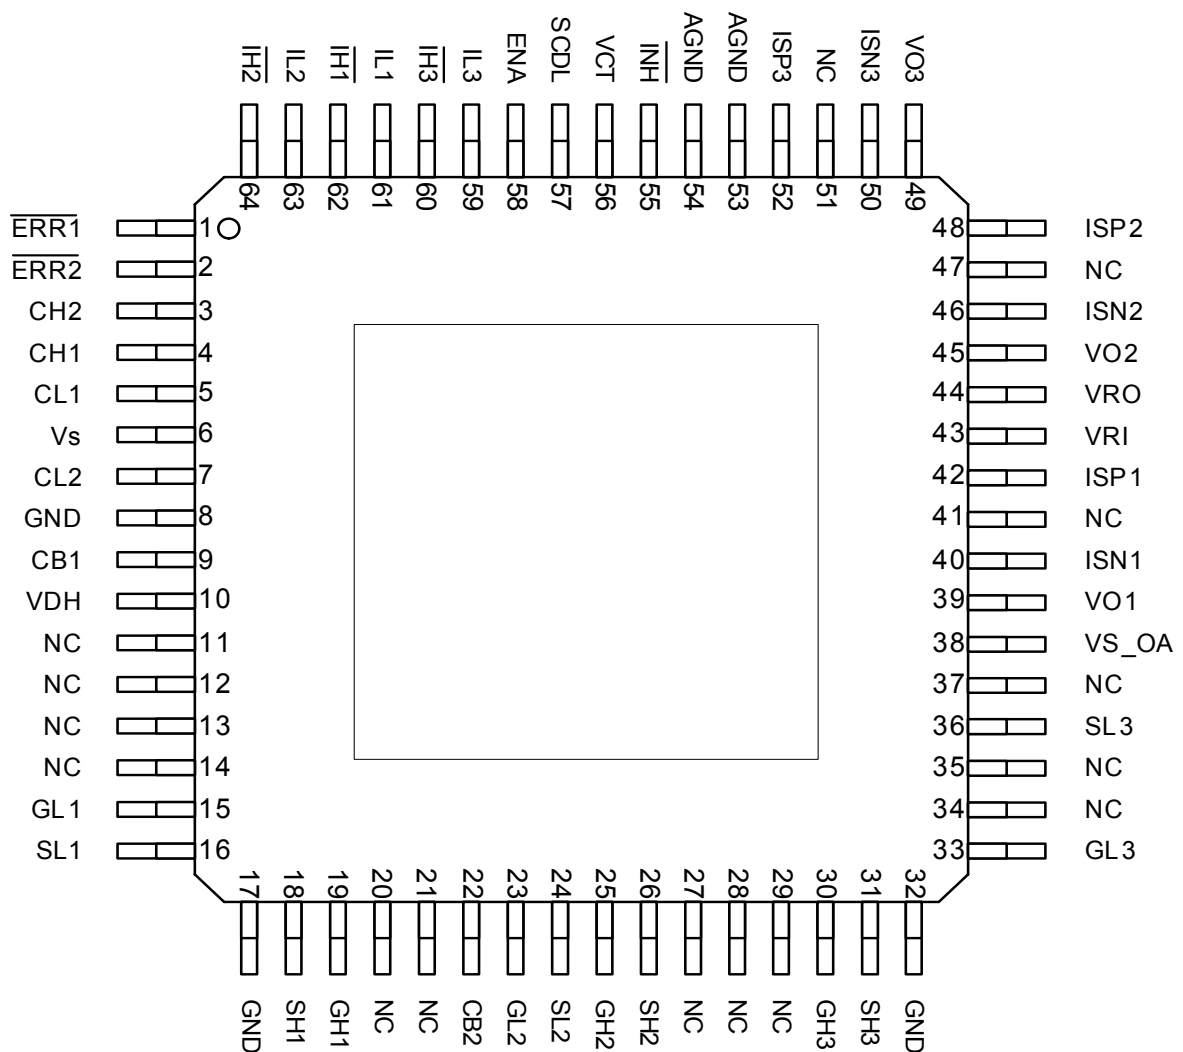 I̅H̅2̅ IL2 I̅H̅1̅ IL1 I̅H̅3̅ IL3 ENA SCDL VCT I̅N̅H̅ AGND AGND ISP3 NC ISN3 VO3
64 63 62 61 60 59 58 57 56 55 54 53 52 51 50 49
E̅R̅R̅1̅ 1 48 ISP2
E̅R̅R̅2̅ 2 47 NC
CH2 3 46 ISN2
CH1 4 45 VO2
CL1 5 44 VRO
Vs 6 43 VRI
CL2 7 42 ISP1
GND 8 41 NC
CB1 9 40 ISN1
VDH 10 39 VO1
NC 11 38 VS_OA
NC 12 37 NC
NC 13 36 SL3
NC 14 35 NC
GL1 15 34 NC
SL1 16 33 GL3
17 18 19 20 21 22 23 24 25 26 27 28 29 30 31 32
GND SH1 GH1 NC NC CB2 GL2 SL2 GH2 SH2 NC NC NC GH3 SH3 GND